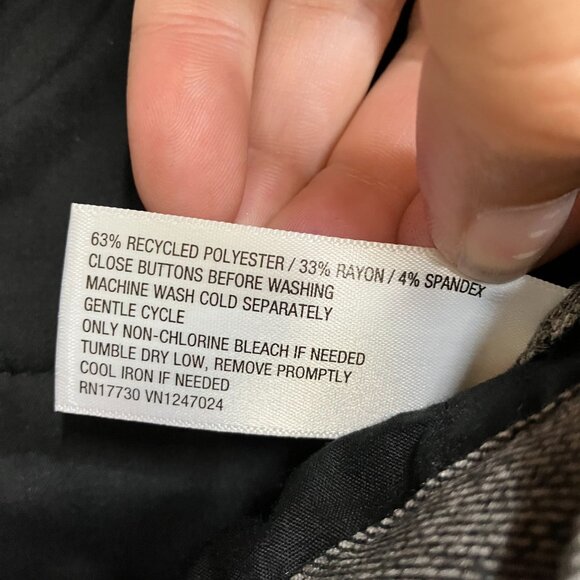 63% RECYCLED POLYESTER / 33% RAYON / 4% SPANDEX
CLOSE BUTTONS BEFORE WASHING
MACHINE WASH COLD SEPARATELY
GENTLE CYCLE
ONLY NON-CHLORINE BLEACH IF NEEDED
TUMBLE DRY LOW, REMOVE PROMPTLY
COOL IRON IF NEEDED
RN17730 VN1247024